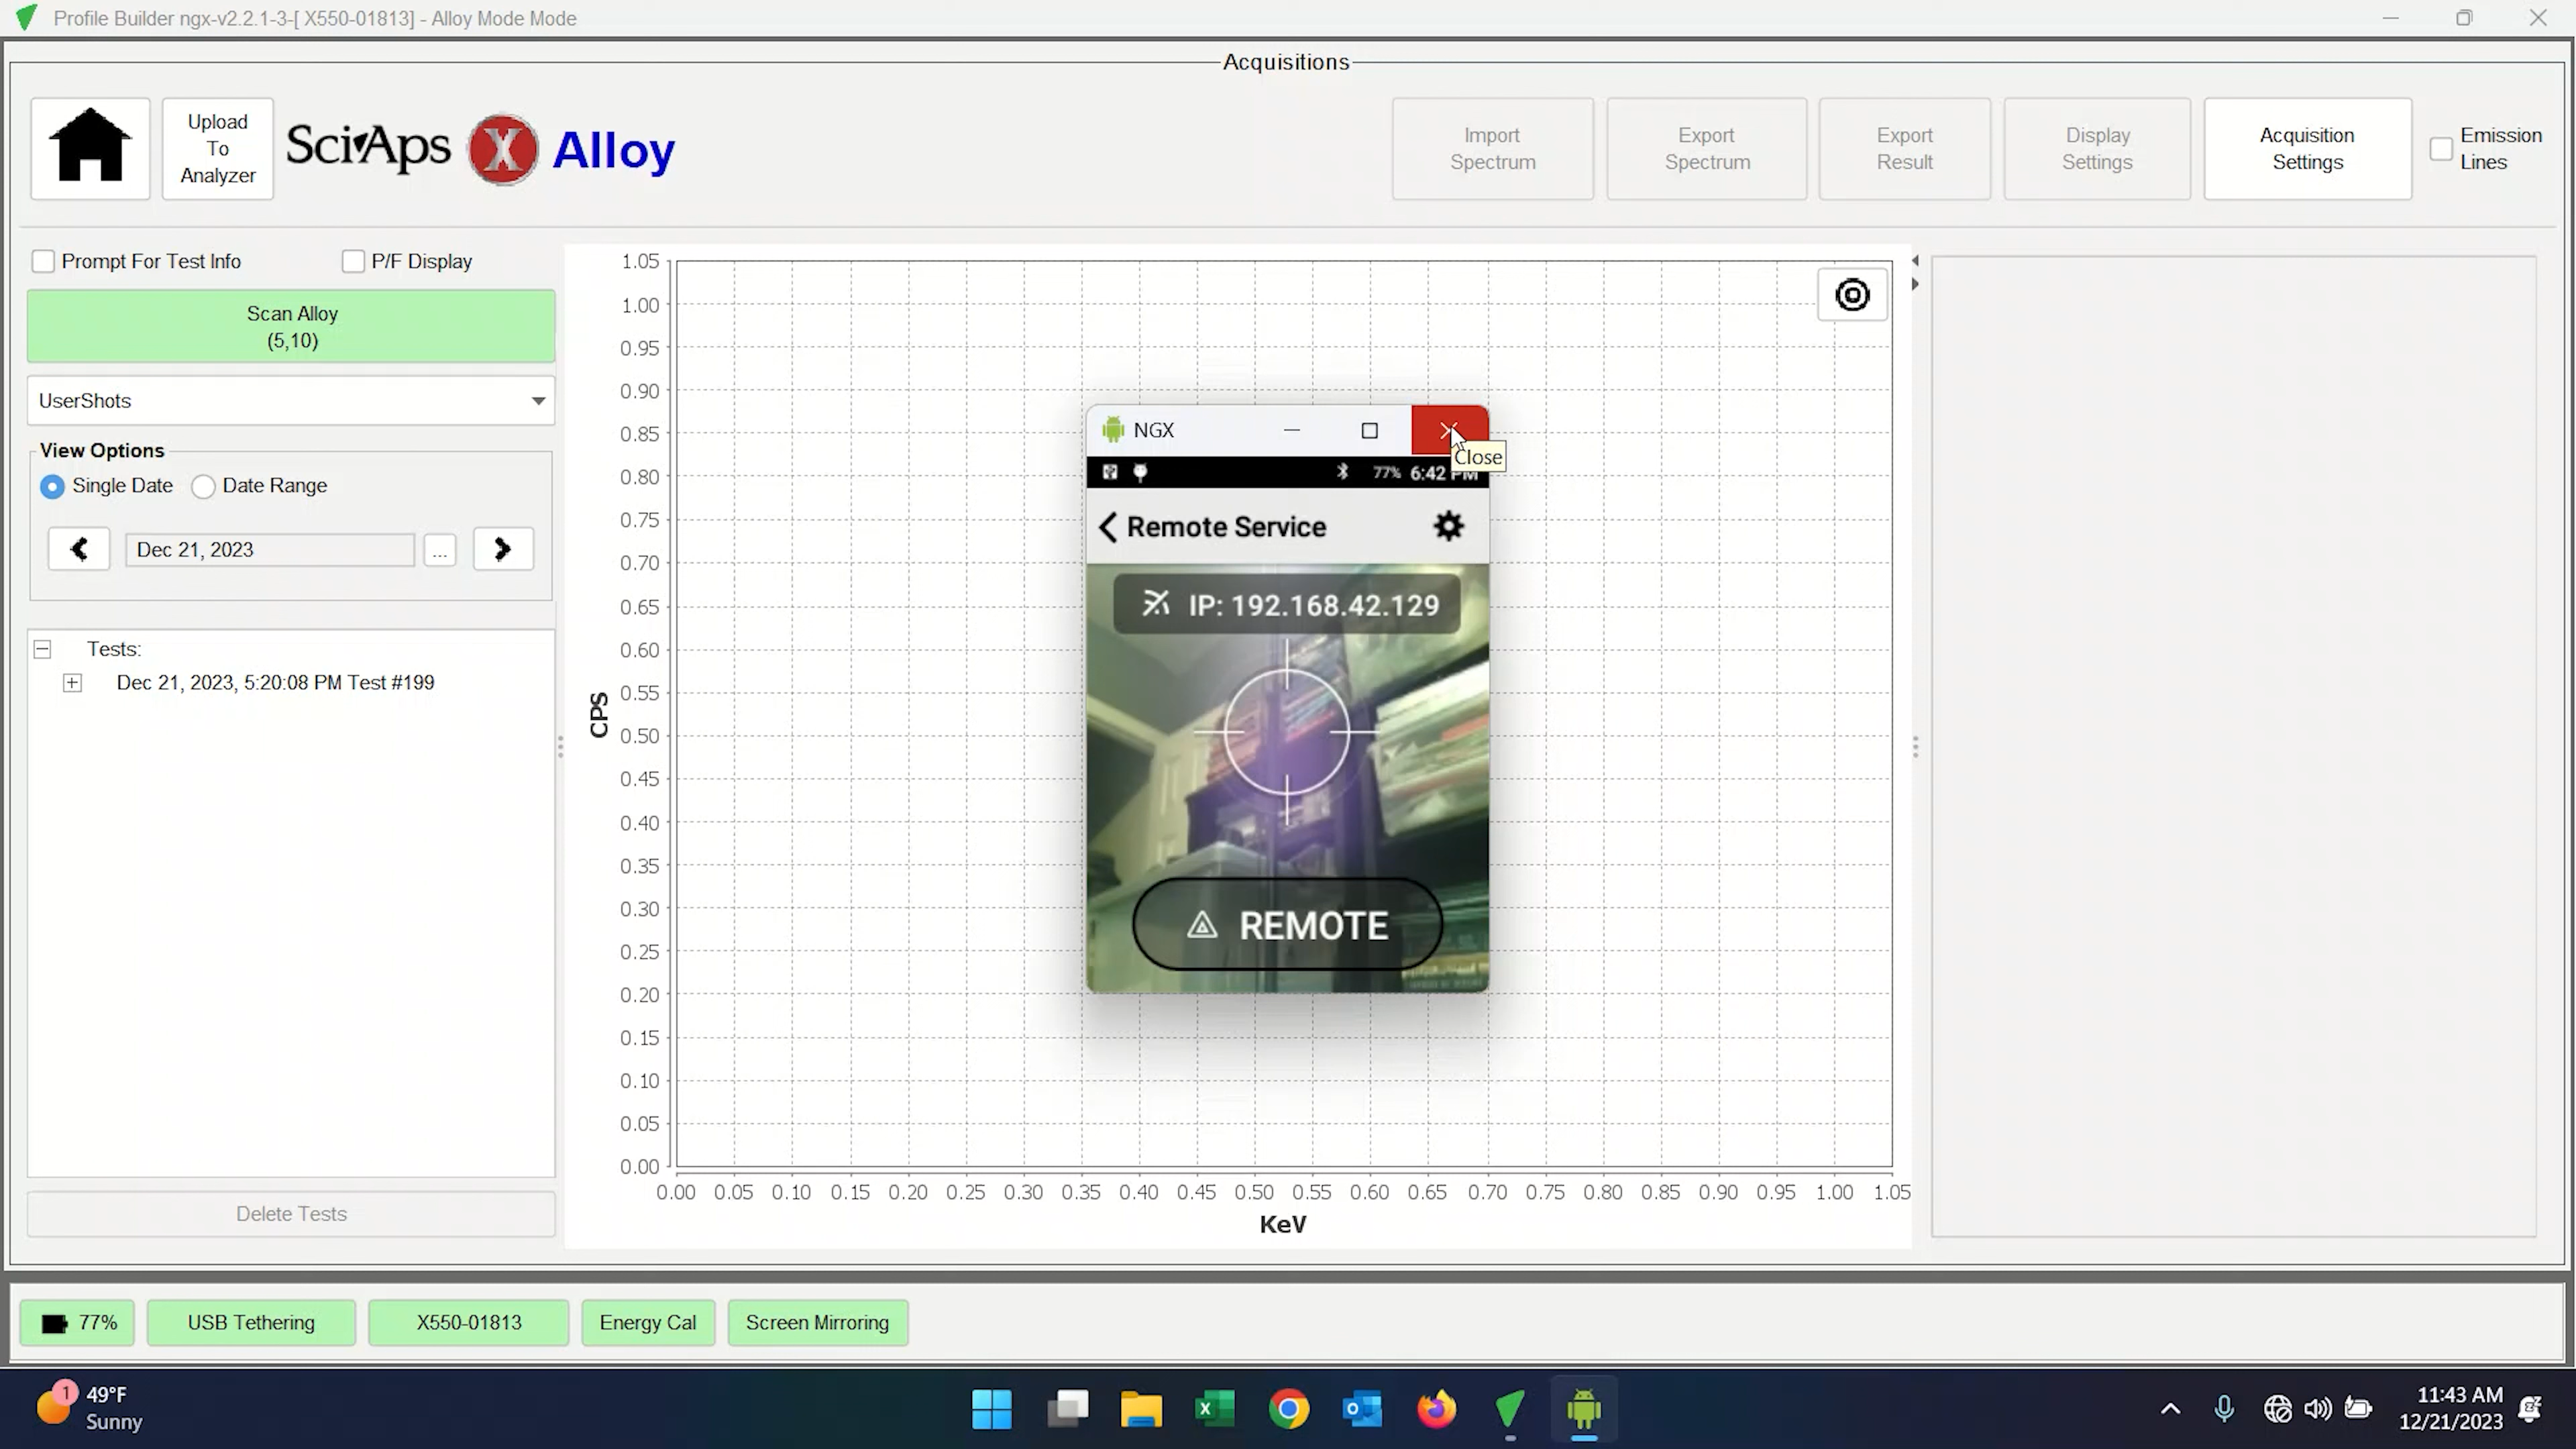 Profile Builder ngx-v2.2.1-3-[ X550-01813] - Alloy Mode Mode
Acquisitions
Upload
To
Analyzer
SciAps X Alloy
Import
Spectrum
Export
Spectrum
Export
Result
Display
Settings
Acquisition
Settings
Emission
Lines
Prompt For Test Info
P/F Display
Scan Alloy
(5,10)
UserShots
View Options
Single Date
Date Range
Dec 21, 2023
...
Tests:
Dec 21, 2023, 5:20:08 PM Test #199
Delete Tests
CPS
1.05
1.00
0.95
0.90
0.85
0.80
0.75
0.70
0.65
0.60
0.55
0.50
0.45
0.40
0.35
0.30
0.25
0.20
0.15
0.10
0.05
0.00
0.00 0.05 0.10 0.15 0.20 0.25 0.30 0.35 0.40 0.45 0.50 0.55 0.60 0.65 0.70 0.75 0.80 0.85 0.90 0.95 1.00 1.05
KeV
NGX
Close
77% 6:42 PM
Remote Service
IP: 192.168.42.129
REMOTE
77%
USB Tethering
X550-01813
Energy Cal
Screen Mirroring
1
49°F
Sunny
11:43 AM
12/21/2023